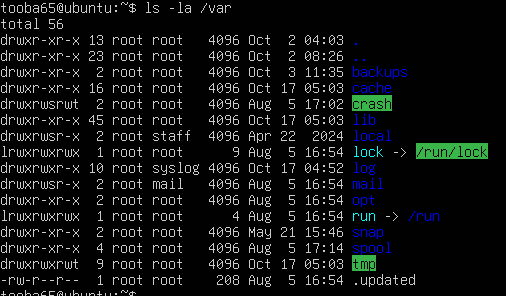 tooba65@ubuntu:~$ ls -la /var
total 56
drwxr-xr-x 13 root root   4096 Oct  2 04:03 .
drwxr-xr-x 23 root root   4096 Oct  2 08:26 ..
drwxr-xr-x  2 root root   4096 Oct  3 11:35 backups
drwxr-xr-x 16 root root   4096 Oct 17 05:03 cache
drwxrwsrwt  2 root root   4096 Aug  5 17:02 crash
drwxr-xr-x 45 root root   4096 Oct 17 05:03 lib
drwxrwsr-x  2 root staff  4096 Apr 22  2024 local
lrwxrwxrwx  1 root root      9 Aug  5 16:54 lock -> /run/lock
drwxrwxr-x 10 root syslog 4096 Oct 17 04:52 log
drwxrwsr-x  2 root mail   4096 Aug  5 16:54 mail
drwxr-xr-x  2 root root   4096 Aug  5 16:54 opt
lrwxrwxrwx  1 root root      4 Aug  5 16:54 run -> /run
drwxr-xr-x  2 root root   4096 May 21 15:46 snap
drwxr-xr-x  4 root root   4096 Aug  5 17:14 spool
drwxrwxrwt  9 root root   4096 Oct 17 05:03 tmp
-rw-r--r--  1 root root    208 Aug  5 16:54 .updated
tooba65@ubuntu:~$